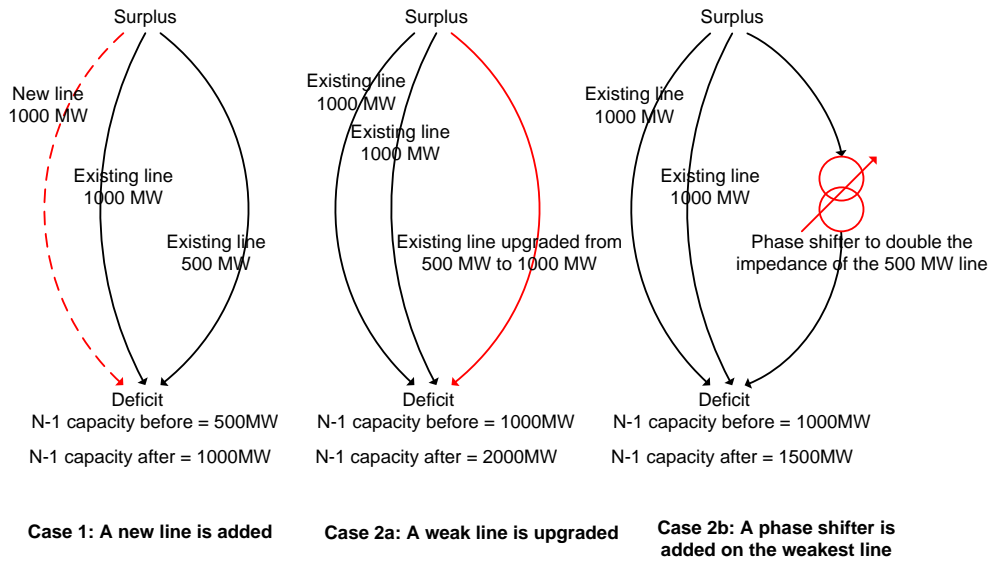 Surplus
New line
1000 MW
Existing line
1000 MW
Existing line
500 MW
Deficit
N-1 capacity before = 500MW
N-1 capacity after = 1000MW
Case 1: A new line is added
Surplus
Existing line
1000 MW
Existing line
1000 MW
Existing line upgraded from
500 MW to 1000 MW
Deficit
N-1 capacity before = 1000MW
N-1 capacity after = 2000MW
Case 2a: A weak line is upgraded
Surplus
Existing line
1000 MW
Existing line
1000 MW
Phase shifter to double the
impedance of the 500 MW line
Deficit
N-1 capacity before = 1000MW
N-1 capacity after = 1500MW
Case 2b: A phase shifter is
added on the weakest line